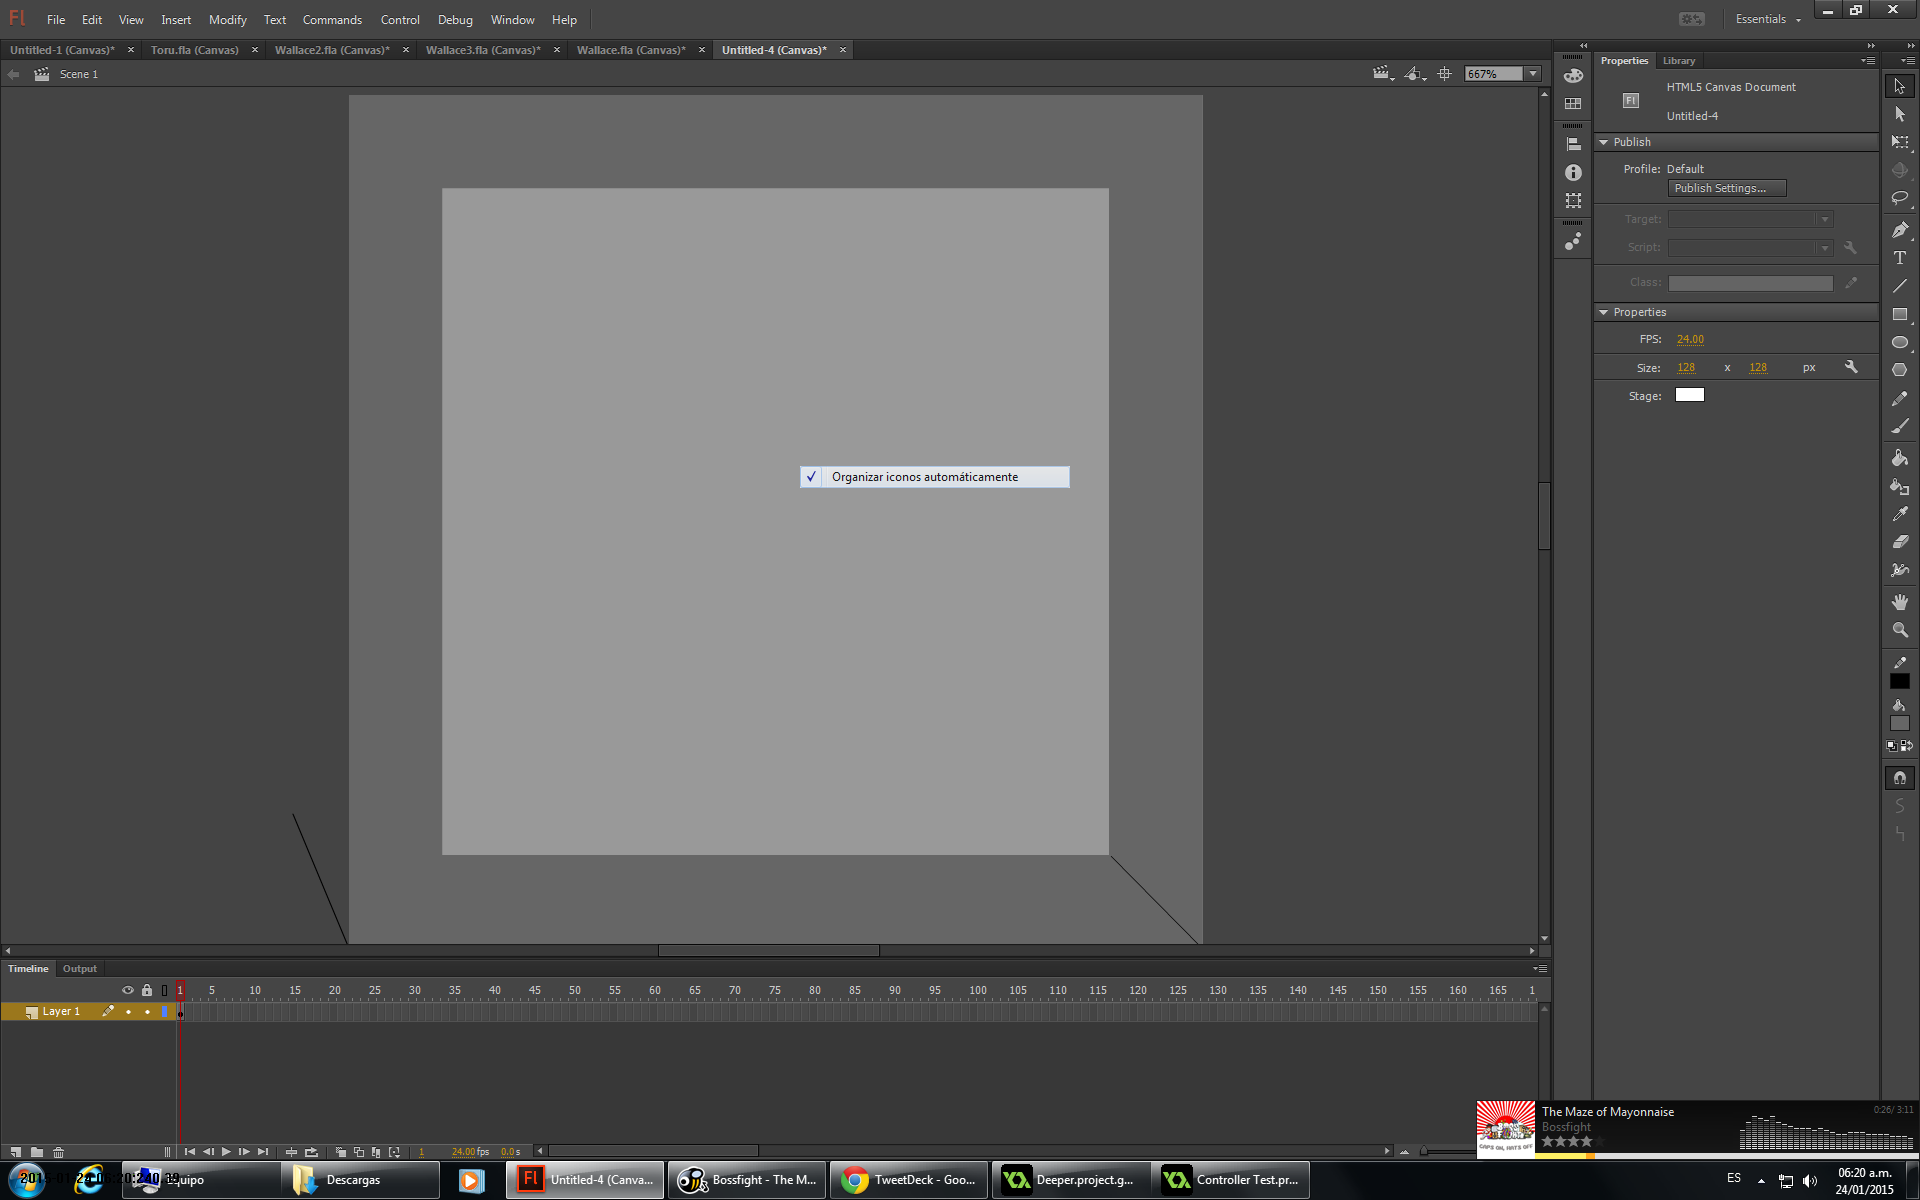 Fl File Edit View Insert Modify Text Commands Control Debug Window Help Essentials
Untitled-1 (Canvas)* Toru.fla (Canvas) Wallace2.fla (Canvas)* Wallace3.fla (Canvas)* Wallace.fla (Canvas)* Untitled-4 (Canvas)*
Scene 1 667%
Properties Library
HTML5 Canvas Document
Fl
Untitled-4
Publish
Profile: Default
Publish Settings...
Target:
Script:
Class:
Properties
FPS: 24.00
Size: 128 x 128 px
Stage:
T
Organizar iconos automáticamente
Timeline Output
1 5 10 15 20 25 30 35 40 45 50 55 60 65 70 75 80 85 90 95 100 105 110 115 120 125 130 135 140 145 150 155 160 165 1
Layer 1
1 24.00 fps 0.0 s
The Maze of Mayonnaise 0:26/ 3:11
Bossfight
CAPS ON, HATS OFF
Equipo Descargas Fl Untitled-4 (Canva... Bossfight - The M... TweetDeck - Goo... Deeper.project.g... Controller Test.pr...
ES
06:20 a.m.
24/01/2015